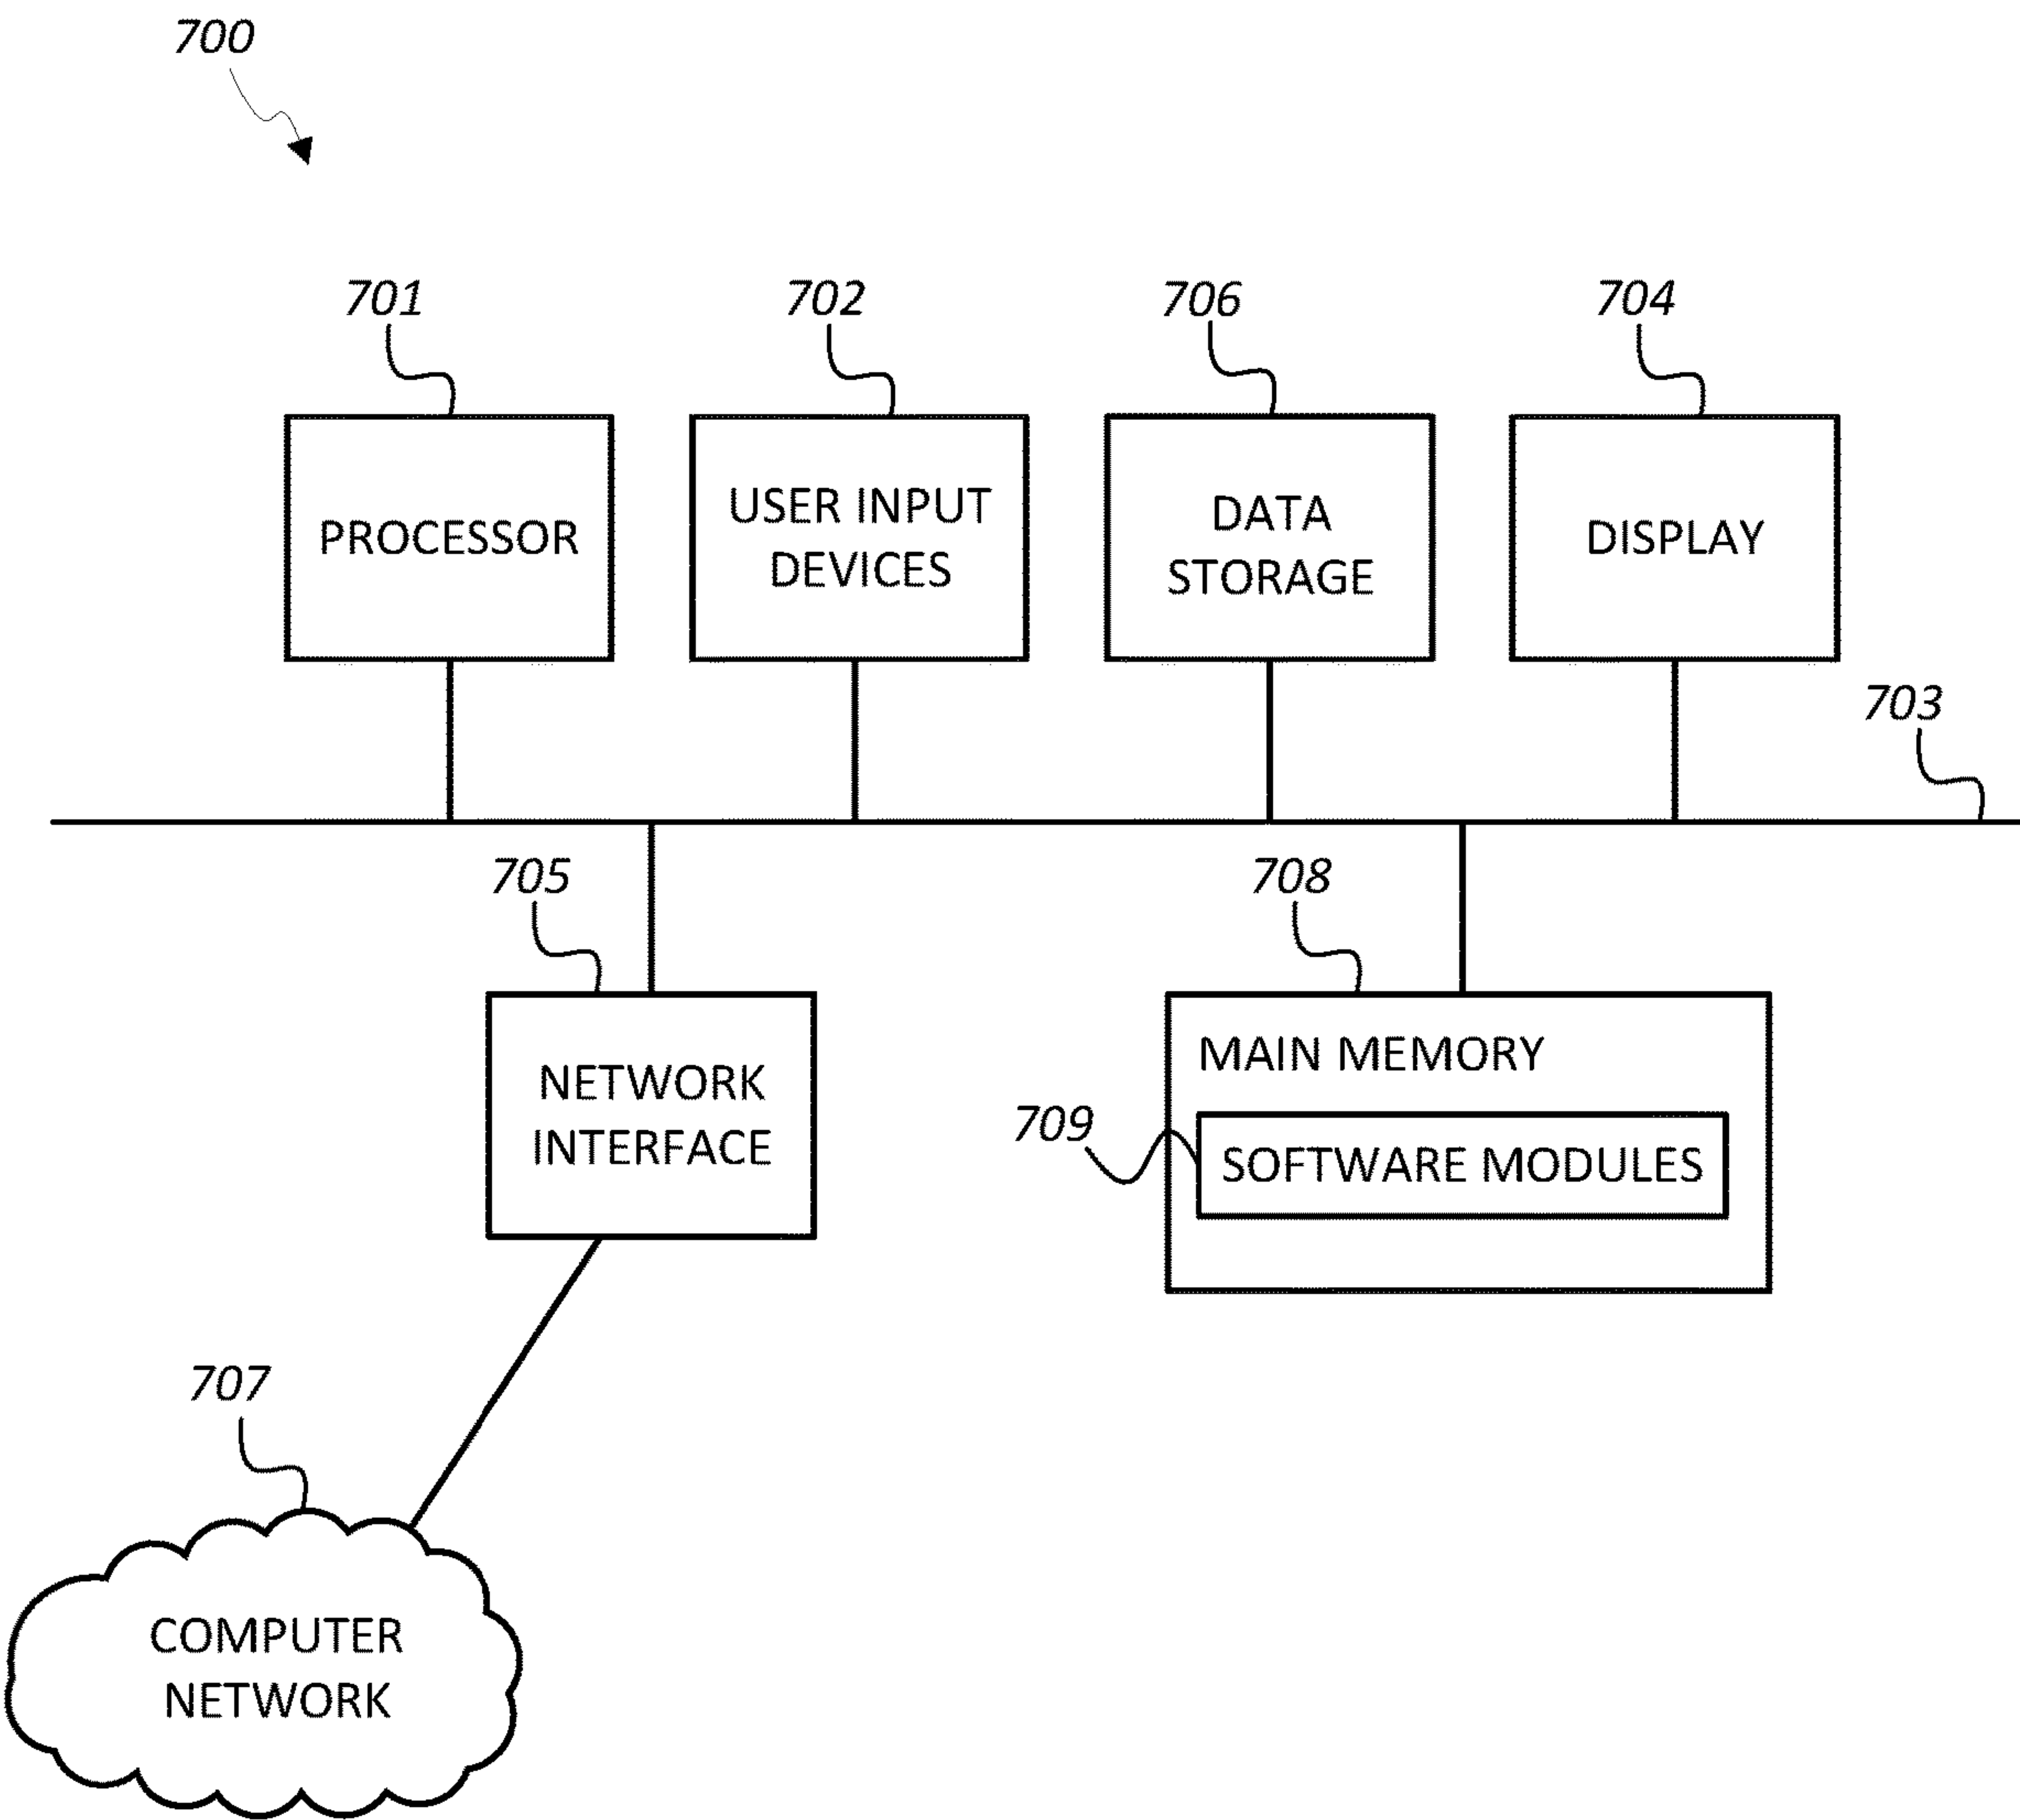 700
701
702
706
704
PROCESSOR
USER INPUT
DEVICES
DATA
STORAGE
DISPLAY
703
705
708
NETWORK
INTERFACE
MAIN MEMORY
709
SOFTWARE MODULES
707
COMPUTER
NETWORK